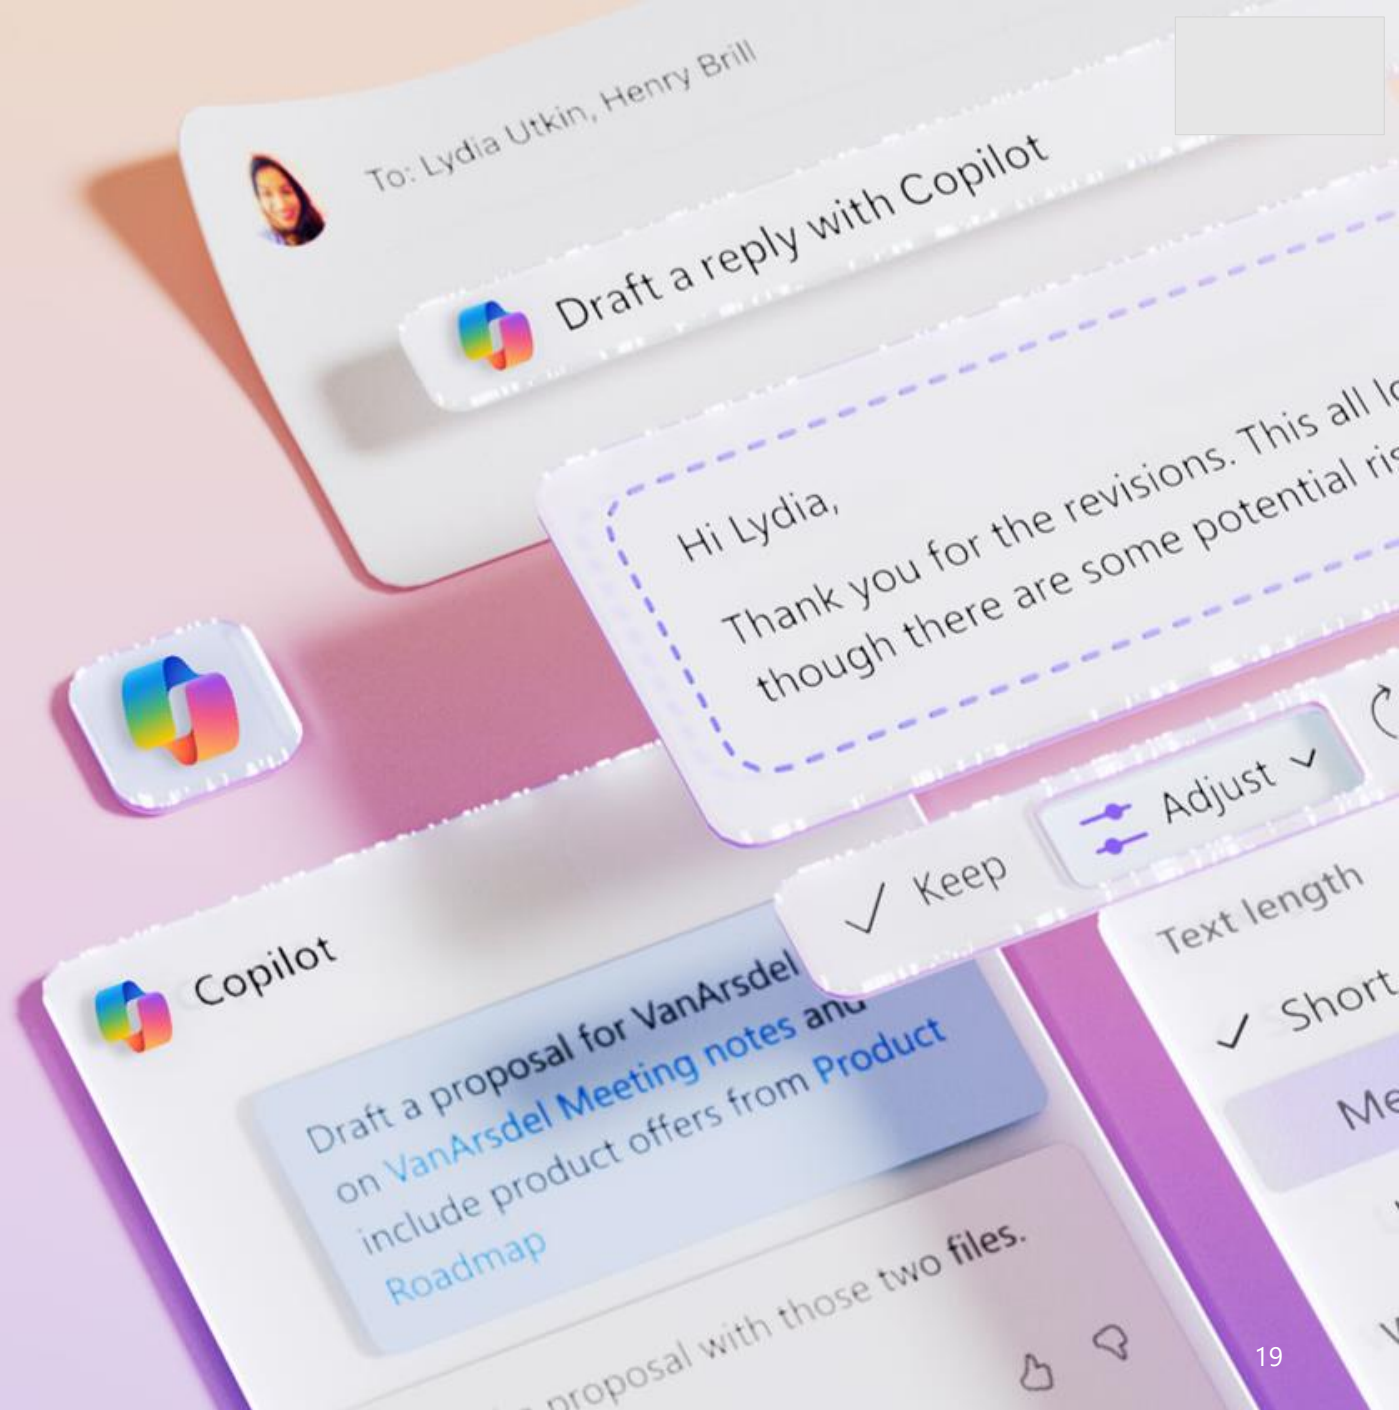 To: Lydia Utkin, Henry Brill
Draft a reply with Copilot
Hi Lydia,
Thank you for the revisions. This all
though there are some potential
Keep
Adjust
Text length
Short
Copilot
Draft a proposal for VanArsdel
on VanArsdel Meeting notes and
include product offers from Product
Roadmap
proposal with those two files.
19